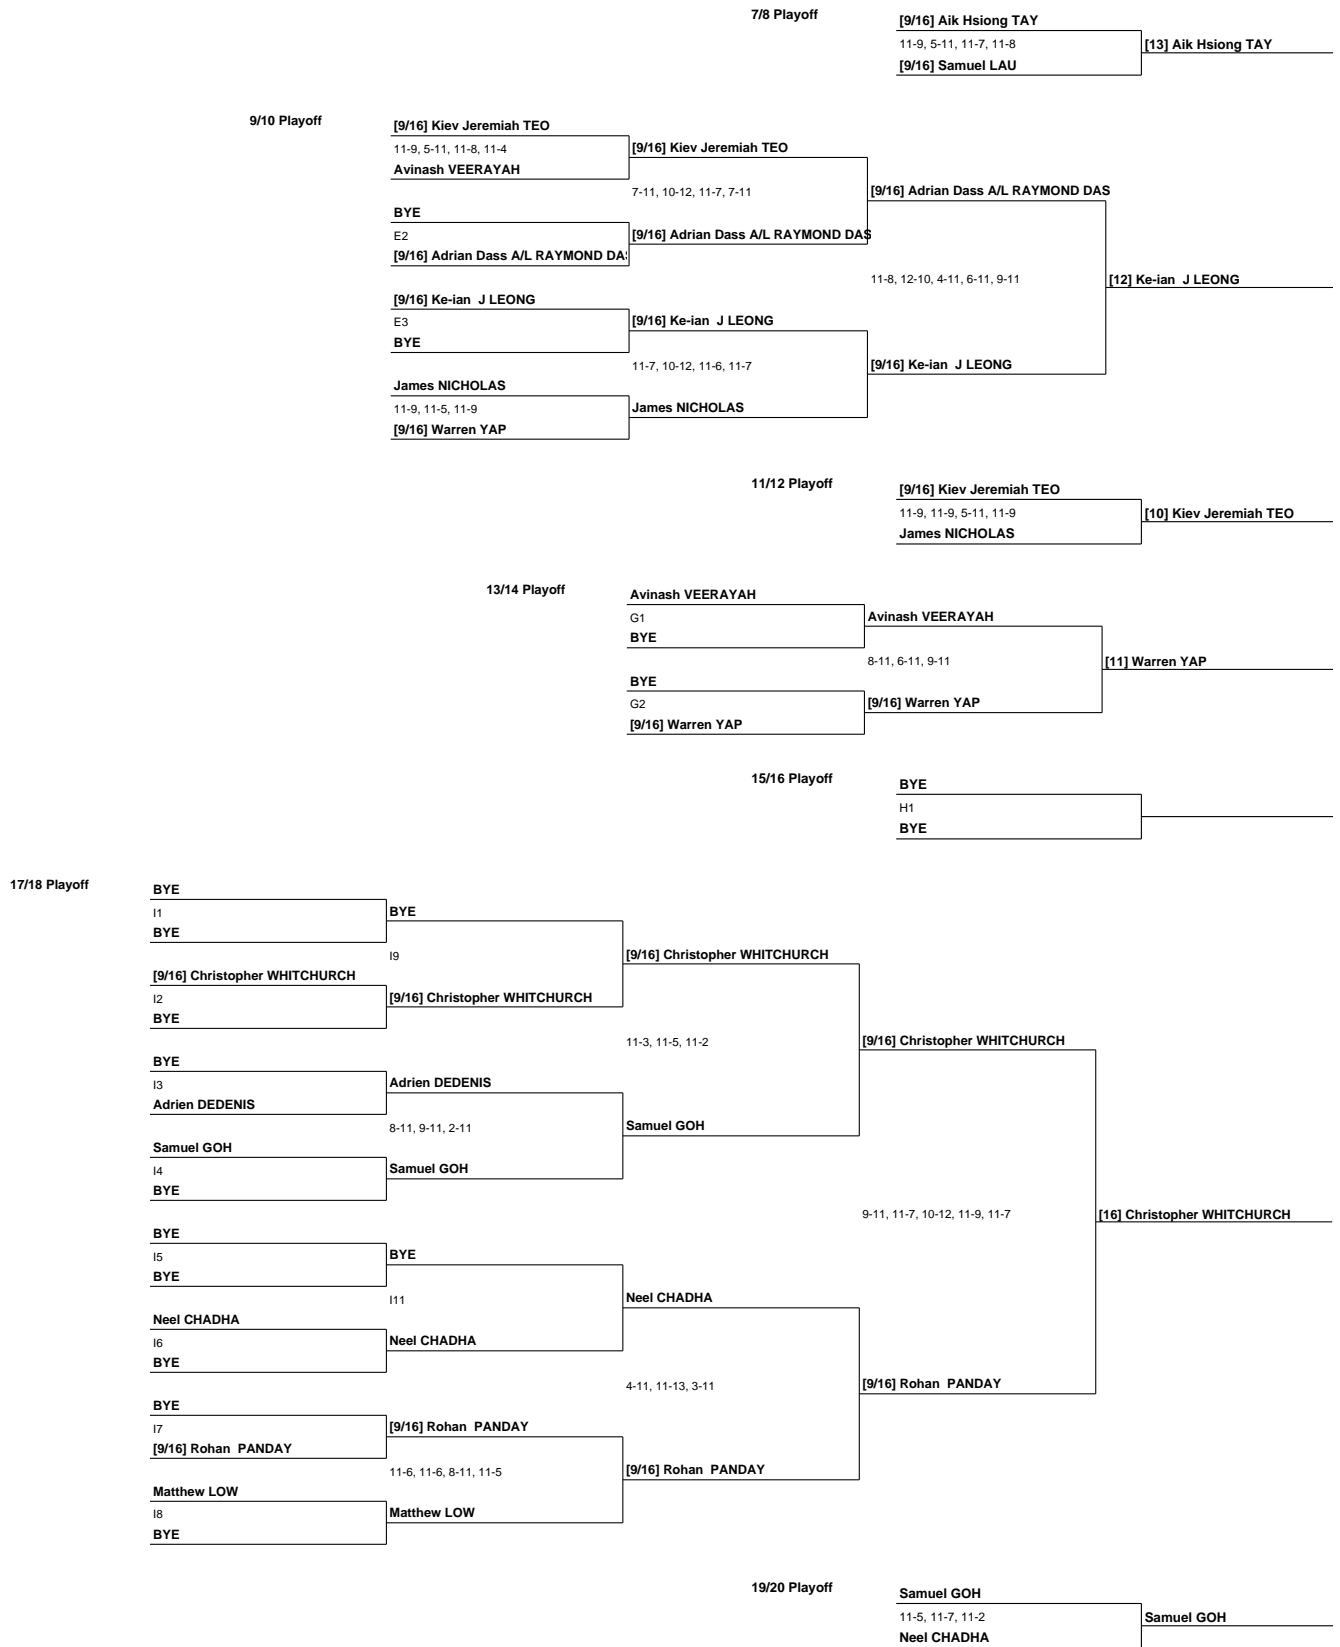 7/8 Playoff
[9/16] Aik Hsiong TAY
11-9, 5-11, 11-7, 11-8
[13] Aik Hsiong TAY
[9/16] Samuel LAU
9/10 Playoff
[9/16] Kiev Jeremiah TEO
11-9, 5-11, 11-8, 11-4
[9/16] Kiev Jeremiah TEO
Avinash VEERAYAH
7-11, 10-12, 11-7, 7-11
[9/16] Adrian Dass A/L RAYMOND DAS
BYE
E2
[9/16] Adrian Dass A/L RAYMOND DAS
[9/16] Adrian Dass A/L RAYMOND DAS
11-8, 12-10, 4-11, 6-11, 9-11
[12] Ke-ian J LEONG
[9/16] Ke-ian J LEONG
E3
[9/16] Ke-ian J LEONG
BYE
11-7, 10-12, 11-6, 11-7
[9/16] Ke-ian J LEONG
James NICHOLAS
11-9, 11-5, 11-9
James NICHOLAS
[9/16] Warren YAP
11/12 Playoff
[9/16] Kiev Jeremiah TEO
11-9, 11-9, 5-11, 11-9
[10] Kiev Jeremiah TEO
James NICHOLAS
13/14 Playoff
Avinash VEERAYAH
G1
Avinash VEERAYAH
BYE
8-11, 6-11, 9-11
[11] Warren YAP
BYE
G2
[9/16] Warren YAP
[9/16] Warren YAP
15/16 Playoff
BYE
H1
BYE
17/18 Playoff
BYE
I1
BYE
BYE
I9
[9/16] Christopher WHITCHURCH
[9/16] Christopher WHITCHURCH
I2
[9/16] Christopher WHITCHURCH
BYE
11-3, 11-5, 11-2
[9/16] Christopher WHITCHURCH
BYE
I3
Adrien DEDENIS
Adrien DEDENIS
8-11, 9-11, 2-11
Samuel GOH
Samuel GOH
I4
Samuel GOH
BYE
9-11, 11-7, 10-12, 11-9, 11-7
[16] Christopher WHITCHURCH
BYE
I5
BYE
BYE
I11
Neel CHADHA
Neel CHADHA
I6
Neel CHADHA
BYE
4-11, 11-13, 3-11
[9/16] Rohan PANDAY
BYE
I7
[9/16] Rohan PANDAY
[9/16] Rohan PANDAY
11-6, 11-6, 8-11, 11-5
[9/16] Rohan PANDAY
Matthew LOW
I8
Matthew LOW
BYE
19/20 Playoff
Samuel GOH
11-5, 11-7, 11-2
Samuel GOH
Neel CHADHA